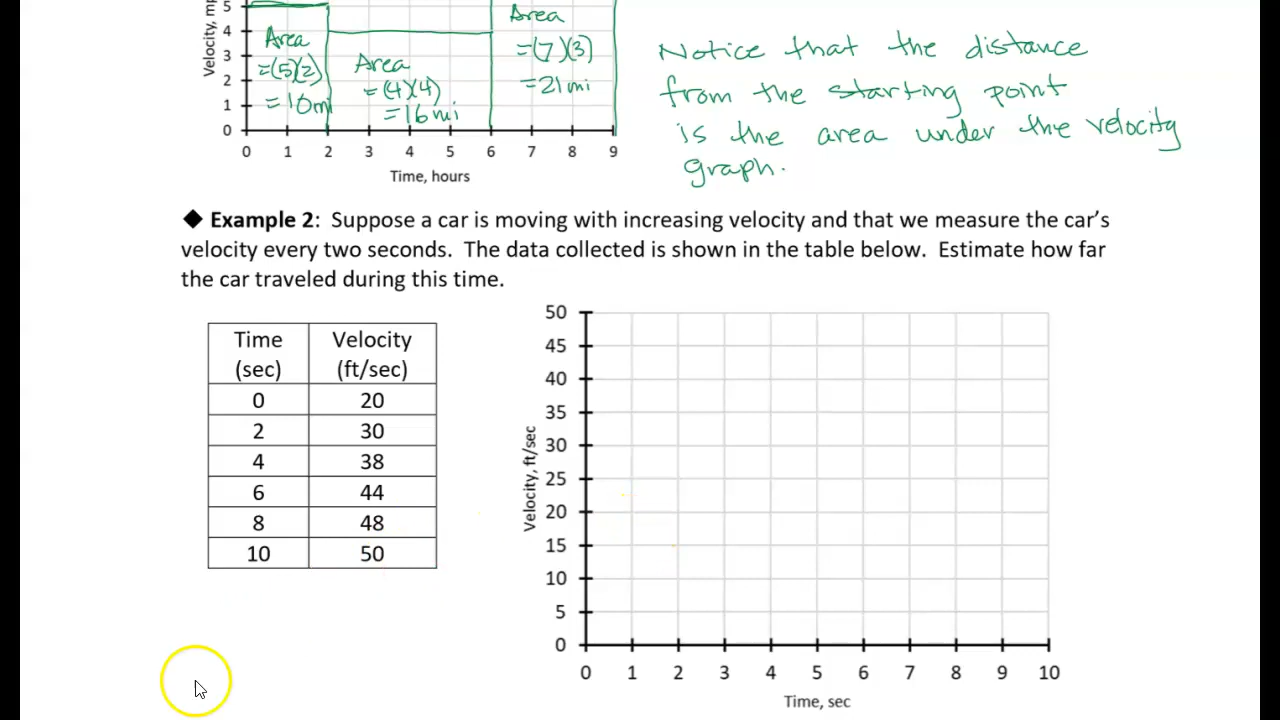 Velocity, mp
5
4
3
2
1
0
0 1 2 3 4 5 6 7 8 9
Time, hours
Area
=(5)(2)
=10mi
Area
=(4)(4)
=16mi
Area
=(7)(3)
=21mi
Notice that the distance
from the starting point
is the area under the velocity
graph.
◆ Example 2: Suppose a car is moving with increasing velocity and that we measure the car's
velocity every two seconds. The data collected is shown in the table below. Estimate how far
the car traveled during this time.
Time Velocity
(sec) (ft/sec)
0 20
2 30
4 38
6 44
8 48
10 50
Velocity, ft/sec
50
45
40
35
30
25
20
15
10
5
0
0 1 2 3 4 5 6 7 8 9 10
Time, sec